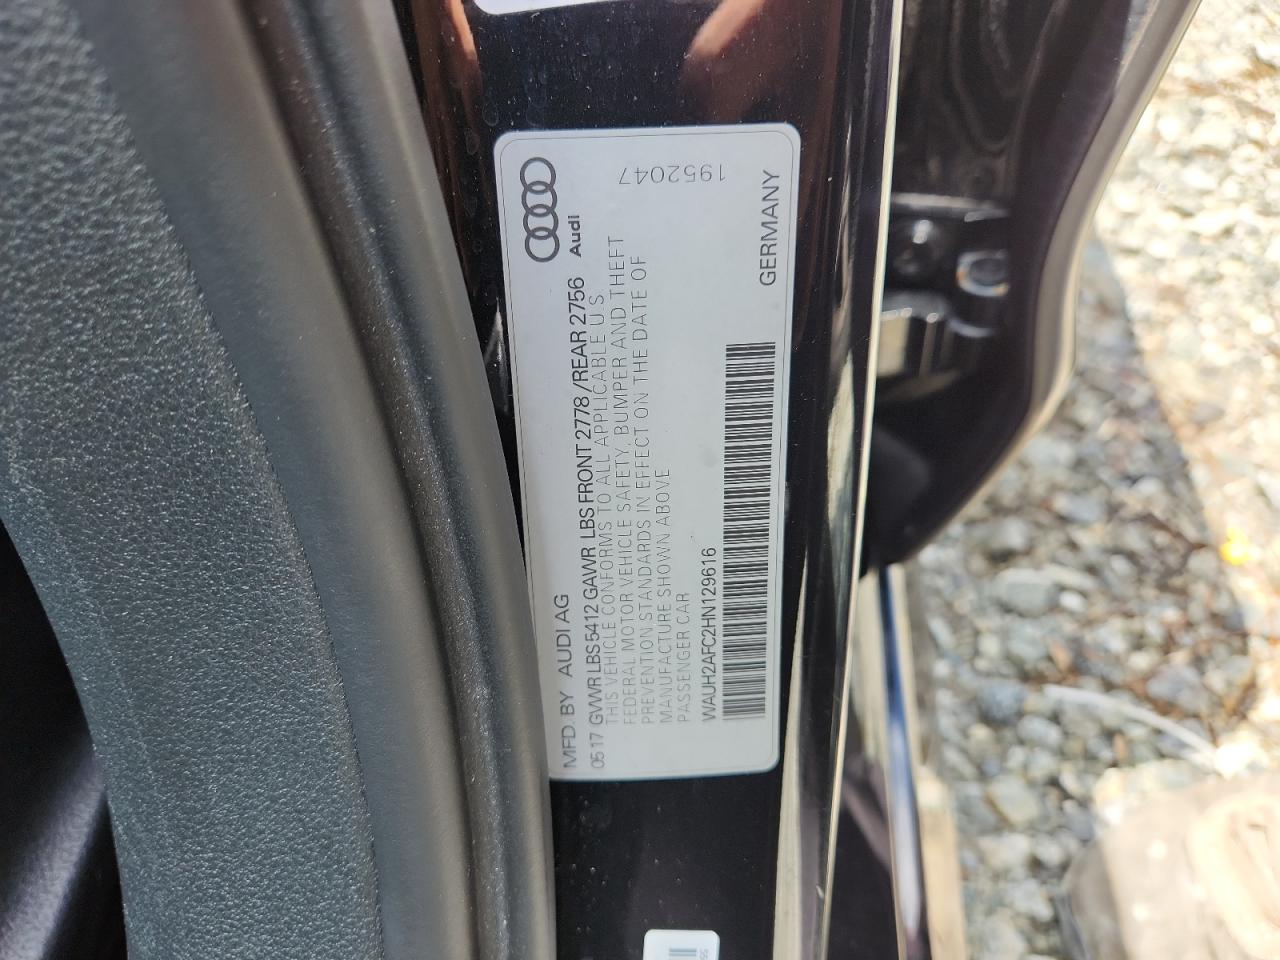 MFD. BY AUDI AG
Audi
05.17 GVWR LBS 5412 GAWR LBS FRONT 2778/REAR 2756
THIS VEHICLE CONFORMS TO ALL APPLICABLE U.S.
FEDERAL MOTOR VEHICLE SAFETY, BUMPER AND THEFT
PREVENTION STANDARDS IN EFFECT ON THE DATE OF
MANUFACTURE SHOWN ABOVE
PASSENGER CAR
WAUH2AFC2HN129616
GERMANY
1952047